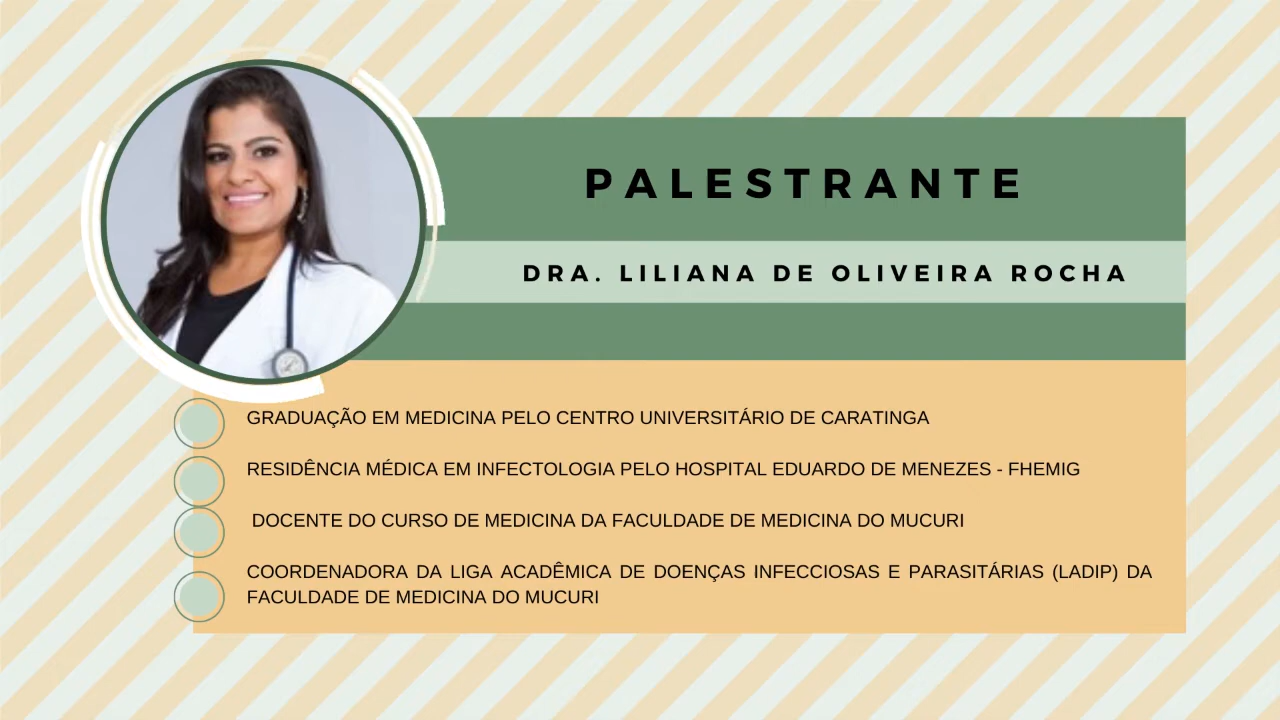 PALESTRANTE
DRA. LILIANA DE OLIVEIRA ROCHA
GRADUAÇÃO EM MEDICINA PELO CENTRO UNIVERSITÁRIO DE CARATINGA
RESIDÊNCIA MÉDICA EM INFECTOLOGIA PELO HOSPITAL EDUARDO DE MENEZES - FHEMIG
DOCENTE DO CURSO DE MEDICINA DA FACULDADE DE MEDICINA DO MUCURI
COORDENADORA DA LIGA ACADÊMICA DE DOENÇAS INFECCIOSAS E PARASITÁRIAS (LADIP) DA
FACULDADE DE MEDICINA DO MUCURI